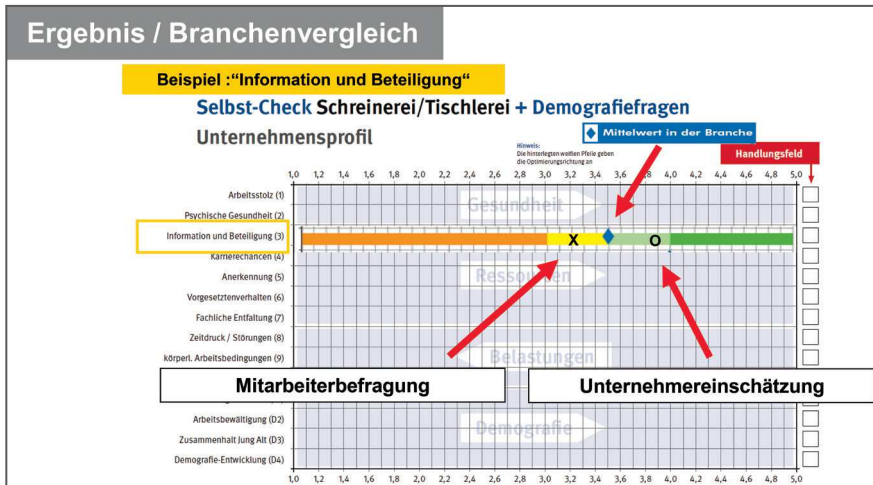 Ergebnis / Branchenvergleich
Beispiel :“Information und Beteiligung“
Selbst-Check Schreinerei/Tischlerei + Demografiefragen
Unternehmensprofil
Mittelwert in der Branche
Hinweis:
Die hinterlegten weißen Pfeile geben
die Optimierungsrichtung an
Handlungsfeld
1,0 1,2 1,4 1,6 1,8 2,0 2,2 2,4 2,6 2,8 3,0 3,2 3,4 3,6 3,8 4,0 4,2 4,4 4,6 4,8 5,0
Arbeitsstolz (1)
Gesundheit
Psychische Gesundheit (2)
Information und Beteiligung (3)
X O
Karrierechancen (4)
Anerkennung (5)
Ressourcen
Vorgesetztenverhalten (6)
Fachliche Entfaltung (7)
Zeitdruck / Störungen (8)
körperl. Arbeitsbedingungen (9)
Belastungen
Mitarbeiterbefragung
Unternehmereinschätzung
Arbeitsbewältigung (D2)
Demografie
Zusammenhalt Jung Alt (D3)
Demografie-Entwicklung (D4)
1,0 1,2 1,4 1,6 1,8 2,0 2,2 2,4 2,6 2,8 3,0 3,2 3,4 3,6 3,8 4,0 4,2 4,4 4,6 4,8 5,0